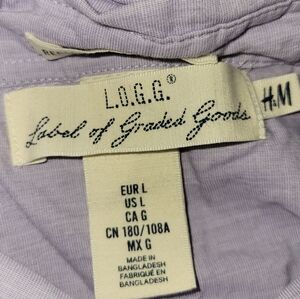 L.O.G.G.®
Label of Graded Goods
H&M
EUR L
US L
CA G
CN 180/108A
MX G
MADE IN
BANGLADESH
FABRIQUÉ EN
BANGLADESH